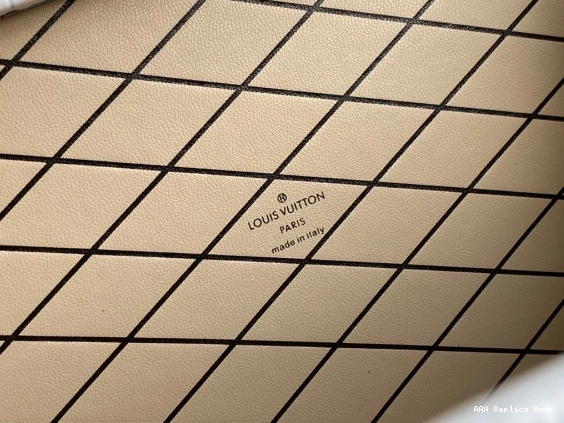 ®
LOUIS VUITTON
PARIS
made in Italy
AAA Replica Bags